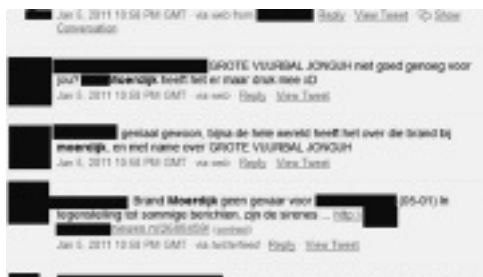 Jan 5, 2011 10:58 PM GMT · via web from Reply · View Tweet · Show
Conversation
GROTE VUURBAL JONGUH niet goed genoeg voor
jou? Moerdijk heeft het er maar druk mee xD
Jan 5, 2011 10:58 PM GMT · via web · Reply · View Tweet
geniaal gewoon, bijna de hele wereld heeft het over die brand bij
moerdijk, en met name over GROTE VUURBAL JONGUH
Jan 5, 2011 10:58 PM GMT · via web · Reply · View Tweet
Brand Moerdijk geen gevaar voor (05-01) In
tegenstelling tot sommige berichten, zijn de sirenes ... http://
Jan 5, 2011 10:58 PM GMT · via twitterfeed · Reply · View Tweet